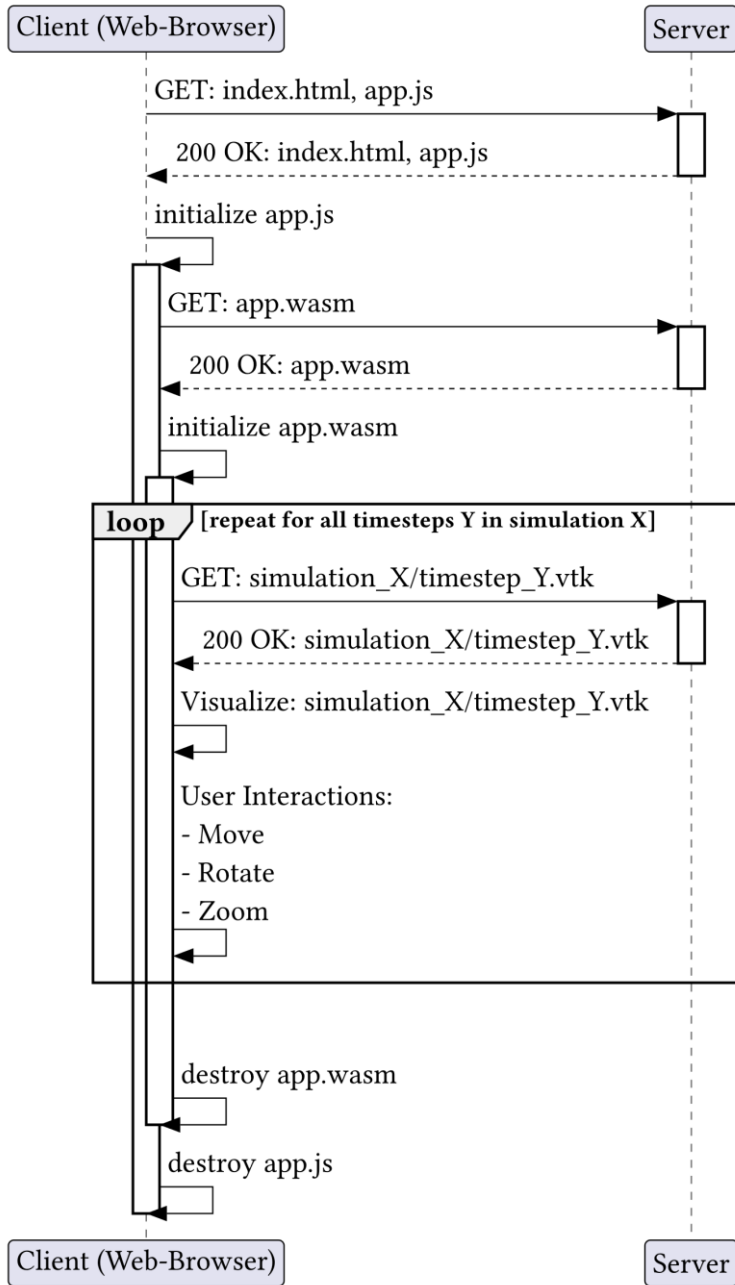 Client (Web-Browser)
Server
GET: index.html, app.js
200 OK: index.html, app.js
initialize app.js
GET: app.wasm
200 OK: app.wasm
initialize app.wasm
loop
[repeat for all timesteps Y in simulation X]
GET: simulation_X/timestep_Y.vtk
200 OK: simulation_X/timestep_Y.vtk
Visualize: simulation_X/timestep_Y.vtk
User Interactions:
- Move
- Rotate
- Zoom
destroy app.wasm
destroy app.js
Client (Web-Browser)
Server